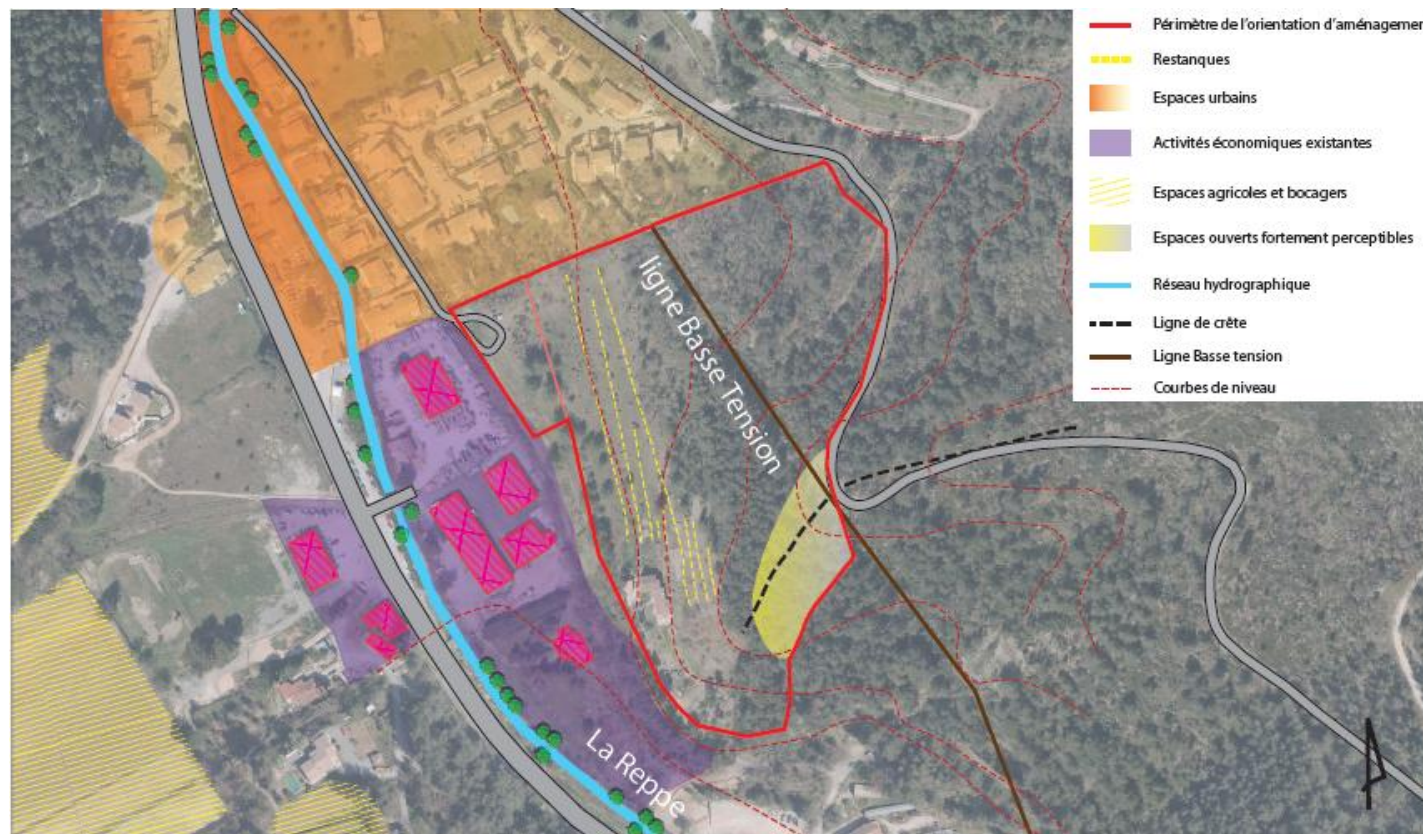 Périmètre de l'orientation d'aménagemen
Restanques
Espaces urbains
Activités économiques existantes
Espaces agricoles et bocagers
Espaces ouverts fortement perceptibles
Réseau hydrographique
Ligne de crête
Ligne Basse tension
Courbes de niveau
ligne Basse Tension
La Reppe